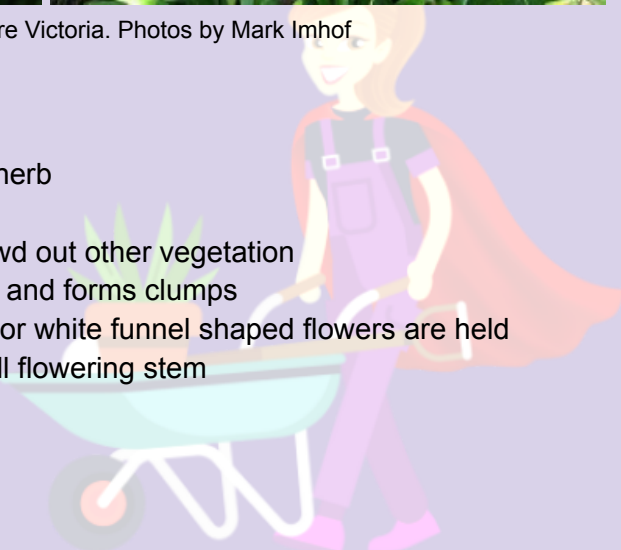 re Victoria. Photos by Mark Imhof
herb
wd out other vegetation
and forms clumps
or white funnel shaped flowers are held
ll flowering stem